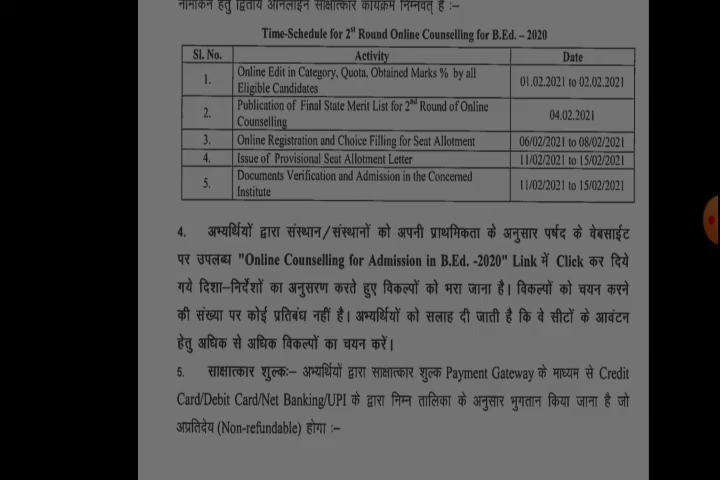 नामांकन हेतु द्वितीय ऑनलाइन साक्षात्कार कार्यक्रम निम्नवत् है :–
Time-Schedule for 2nd Round Online Counselling for B.Ed. – 2020
Sl. No. Activity Date
1. Online Edit in Category, Quota, Obtained Marks % by all Eligible Candidates 01.02.2021 to 02.02.2021
2. Publication of Final State Merit List for 2nd Round of Online Counselling 04.02.2021
3. Online Registration and Choice Filling for Seat Allotment 06/02/2021 to 08/02/2021
4. Issue of Provisional Seat Allotment Letter 11/02/2021 to 15/02/2021
5. Documents Verification and Admission in the Concerned Institute 11/02/2021 to 15/02/2021
4. अभ्यर्थियों द्वारा संस्थान/संस्थानों को अपनी प्राथमिकता के अनुसार पर्षद के वेबसाईट
पर उपलब्ध "Online Counselling for Admission in B.Ed. -2020" Link में Click कर दिये
गये दिशा–निर्देशों का अनुसरण करते हुए विकल्पों को भरा जाना है। विकल्पों को चयन करने
की संख्या पर कोई प्रतिबंध नहीं है। अभ्यर्थियों को सलाह दी जाती है कि वे सीटों के आवंटन
हेतु अधिक से अधिक विकल्पों का चयन करें।
5. साक्षात्कार शुल्कः– अभ्यर्थियों द्वारा साक्षात्कार शुल्क Payment Gateway के माध्यम से Credit
Card/Debit Card/Net Banking/UPI के द्वारा निम्न तालिका के अनुसार भुगतान किया जाना है जो
अप्रतिदेय (Non-refundable) होगा :–